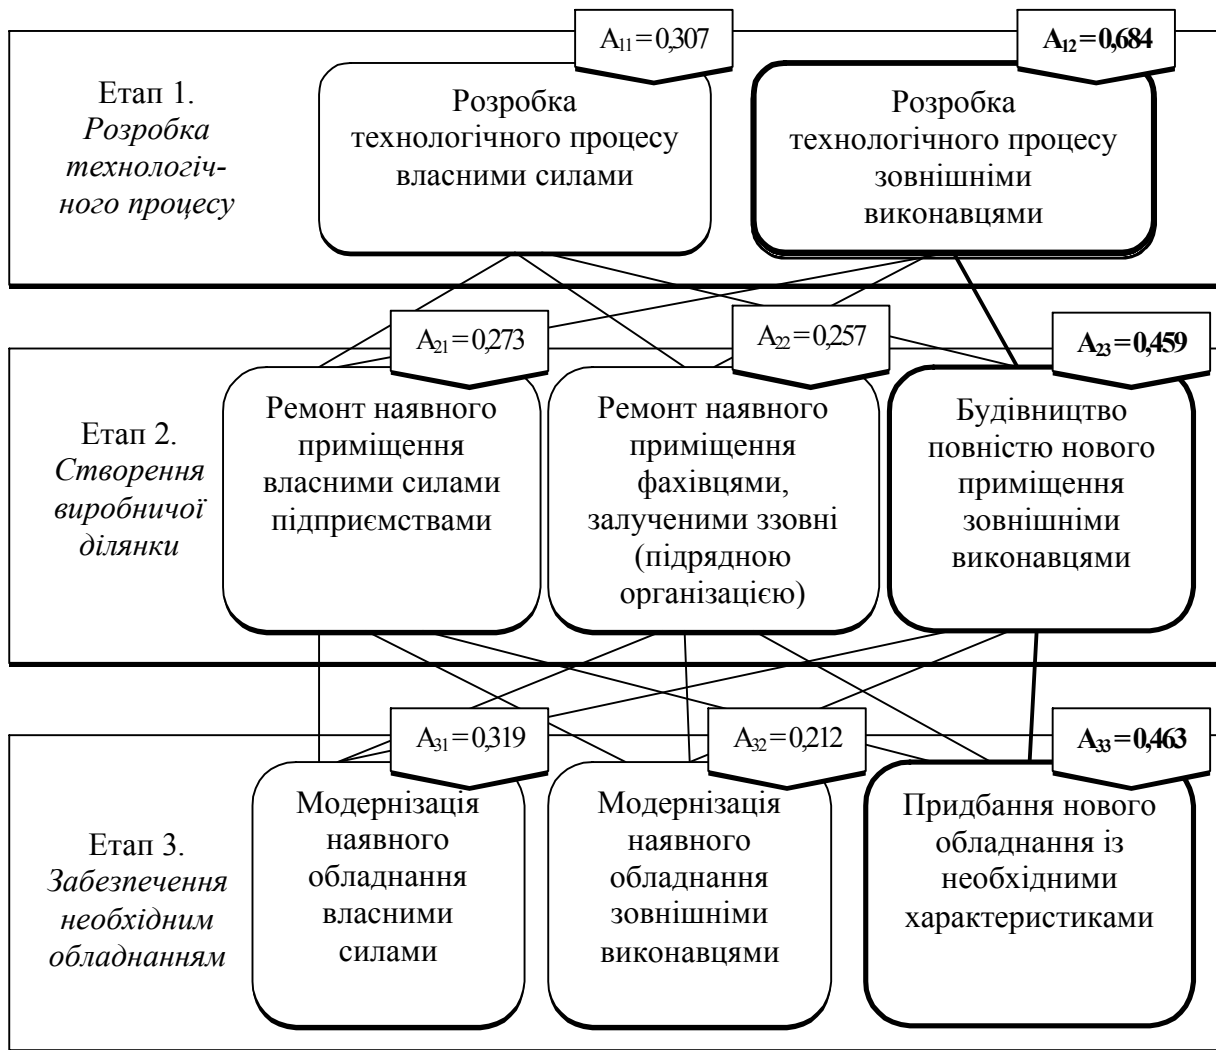 A11=0,307
A12=0,684
Етап 1.
Розробка
технологіч-
ного процесу
Розробка
технологічного процесу
власними силами
Розробка
технологічного процесу
зовнішніми
виконавцями
A21=0,273
A22=0,257
A23=0,459
Етап 2.
Створення
виробничої
ділянки
Ремонт наявного
приміщення
власними силами
підприємствами
Ремонт наявного
приміщення
фахівцями,
залученими ззовні
(підрядною
організацією)
Будівництво
повністю нового
приміщення
зовнішніми
виконавцями
A31=0,319
A32=0,212
A33=0,463
Етап 3.
Забезпечення
необхідним
обладнанням
Модернізація
наявного
обладнання
власними
силами
Модернізація
наявного
обладнання
зовнішніми
виконавцями
Придбання нового
обладнання із
необхідними
характеристиками